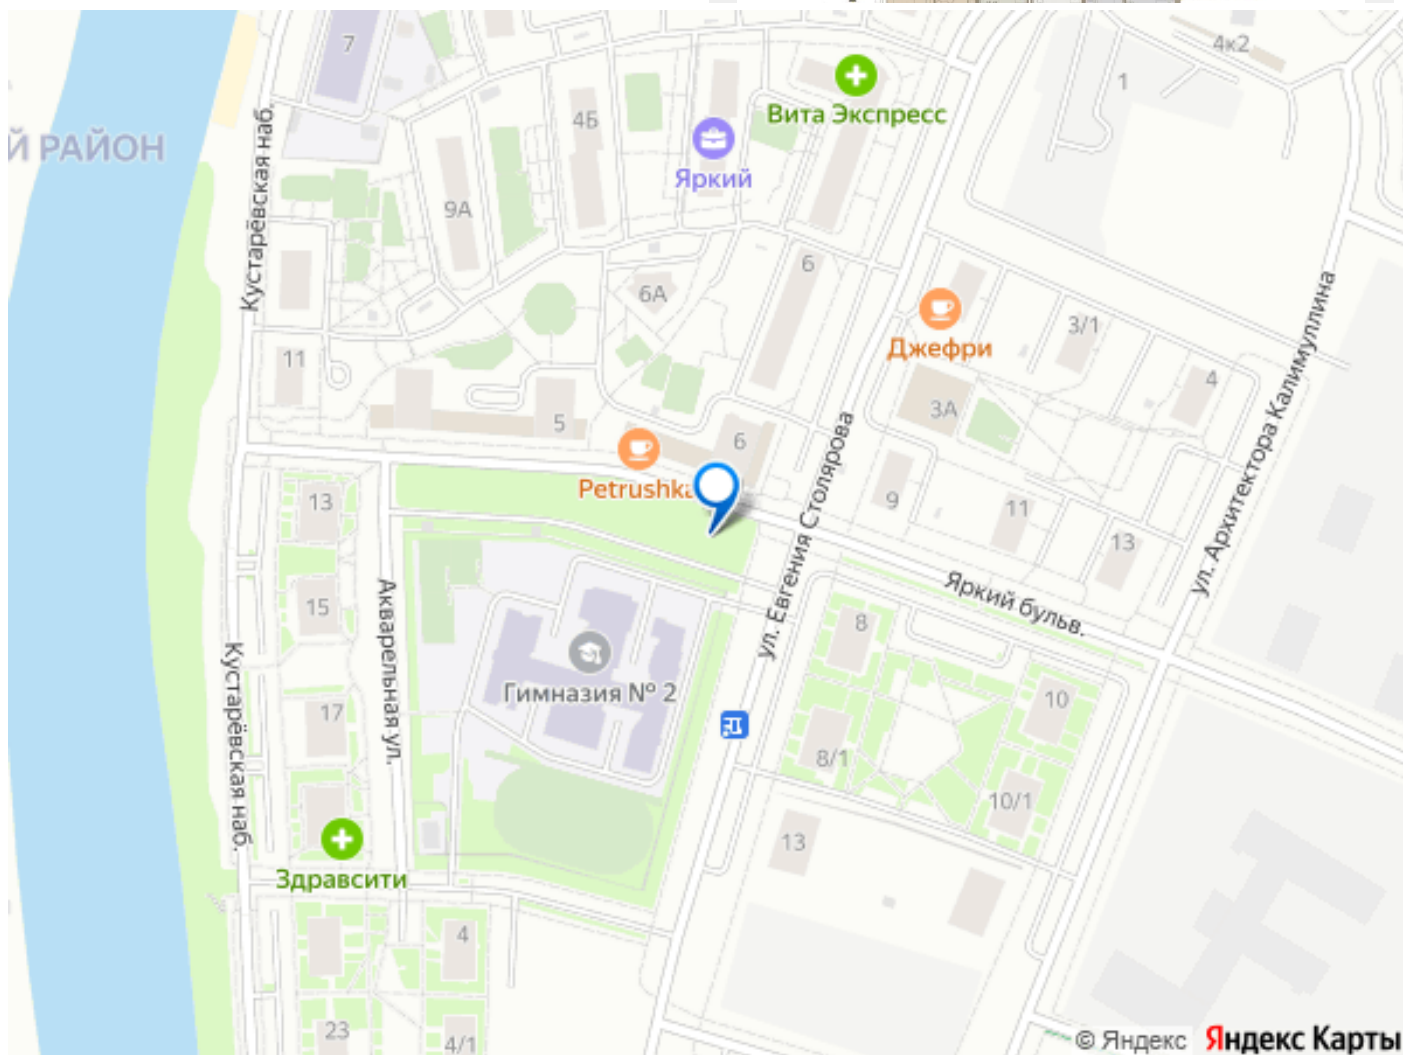 7
4к2
1
Вита Экспресс
4Б
Й РАЙОН
Яркий
Кустарёвская наб.
9А
6
6А
Джефри
3/1
ул. Архитектора Калимуллина
11
4
3А
5
6
Petrushka
ул. Евгения Столярова
13
9
11
13
Яркий бульв.
15
Акварельная ул.
8
Гимназия № 2
Кустарёвская наб.
17
10
8/1
10/1
13
Здравсити
4
23
4/1
© Яндекс Яндекс Карты